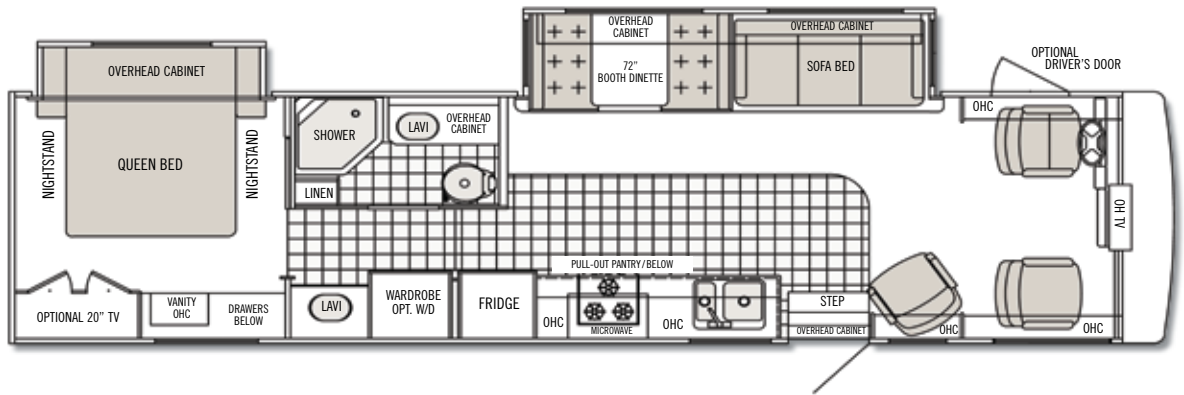 OVERHEAD CABINET
QUEEN BED
NIGHTSTAND
NIGHTSTAND
OPTIONAL 20" TV
VANITY
OHC
DRAWERS
BELOW
SHOWER
LAVI
OVERHEAD
CABINET
LINEN
LAVI
WARDROBE
OPT. W/D
FRIDGE
OVERHEAD
CABINET
72"
BOOTH DINETTE
OVERHEAD CABINET
SOFA BED
PULL-OUT PANTRY/BELOW
OHC
MICROWAVE
OHC
STEP
OVERHEAD CABINET
OPTIONAL
DRIVER'S DOOR
OHC
OH TV
OHC
OHC